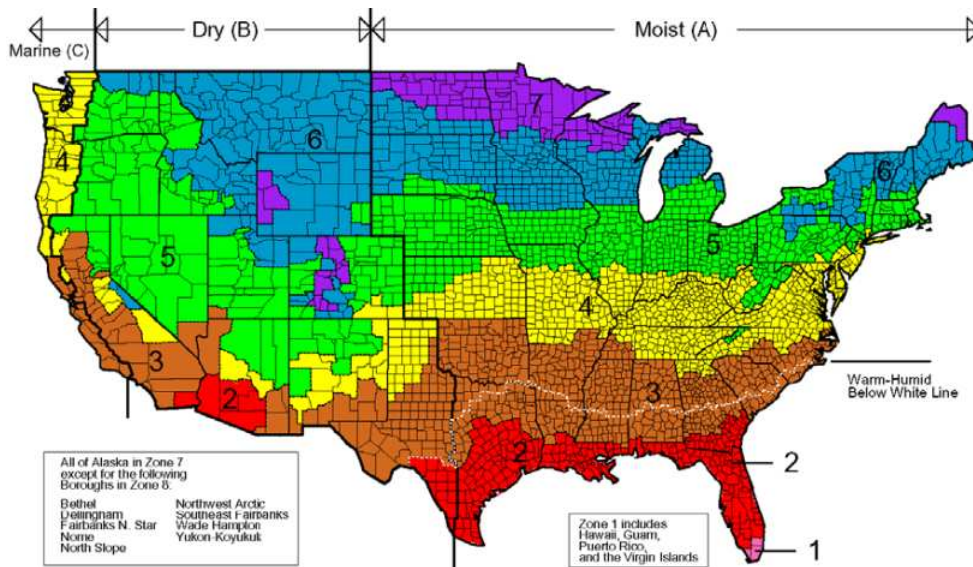 Marine (C)
Dry (B)
Moist (A)
7
6
6
4
5
5
4
3
3
2
2
2
1
Warm-Humid
Below White Line
All of Alaska in Zone 7
except for the following
Boroughs in Zone 8:
Bethel
Dellingham
Fairbanks N. Star
Nome
North Slope
Northwest Arctic
Southeast Fairbanks
Wade Hampton
Yukon-Koyukuk
Zone 1 includes
Hawaii, Guam,
Puerto Rico,
and the Virgin Islands